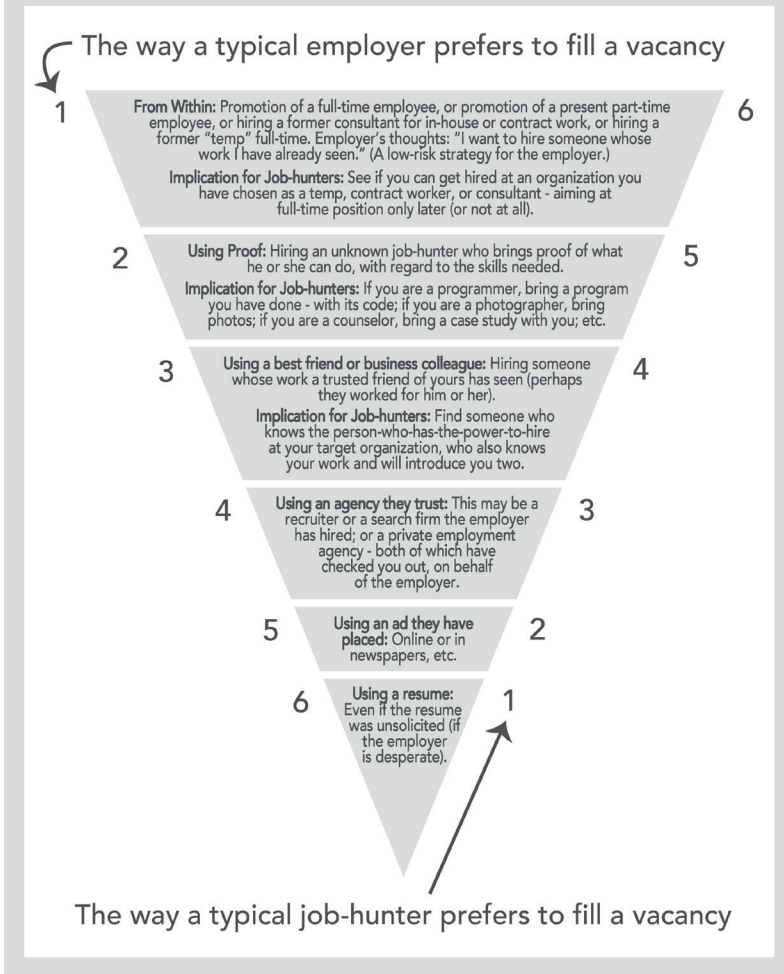 The way a typical employer prefers to fill a vacancy
1
6
From Within: Promotion of a full-time employee, or promotion of a present part-time
employee, or hiring a former consultant for in-house or contract work, or hiring a
former “temp” full-time. Employer’s thoughts: “I want to hire someone whose
work I have already seen.” (A low-risk strategy for the employer.)
Implication for Job-hunters: See if you can get hired at an organization you
have chosen as a temp, contract worker, or consultant - aiming at
full-time position only later (or not at all).
2
5
Using Proof: Hiring an unknown job-hunter who brings proof of what
he or she can do, with regard to the skills needed.
Implication for Job-hunters: If you are a programmer, bring a program
you have done - with its code; if you are a photographer, bring
photos; if you are a counselor, bring a case study with you; etc.
3
4
Using a best friend or business colleague: Hiring someone
whose work a trusted friend of yours has seen (perhaps
they worked for him or her).
Implication for Job-hunters: Find someone who
knows the person-who-has-the-power-to-hire
at your target organization, who also knows
your work and will introduce you two.
4
3
Using an agency they trust: This may be a
recruiter or a search firm the employer
has hired; or a private employment
agency - both of which have
checked you out, on behalf
of the employer.
5
2
Using an ad they have
placed: Online or in
newspapers, etc.
6
1
Using a resume:
Even if the resume
was unsolicited (if
the employer
is desperate).
The way a typical job-hunter prefers to fill a vacancy